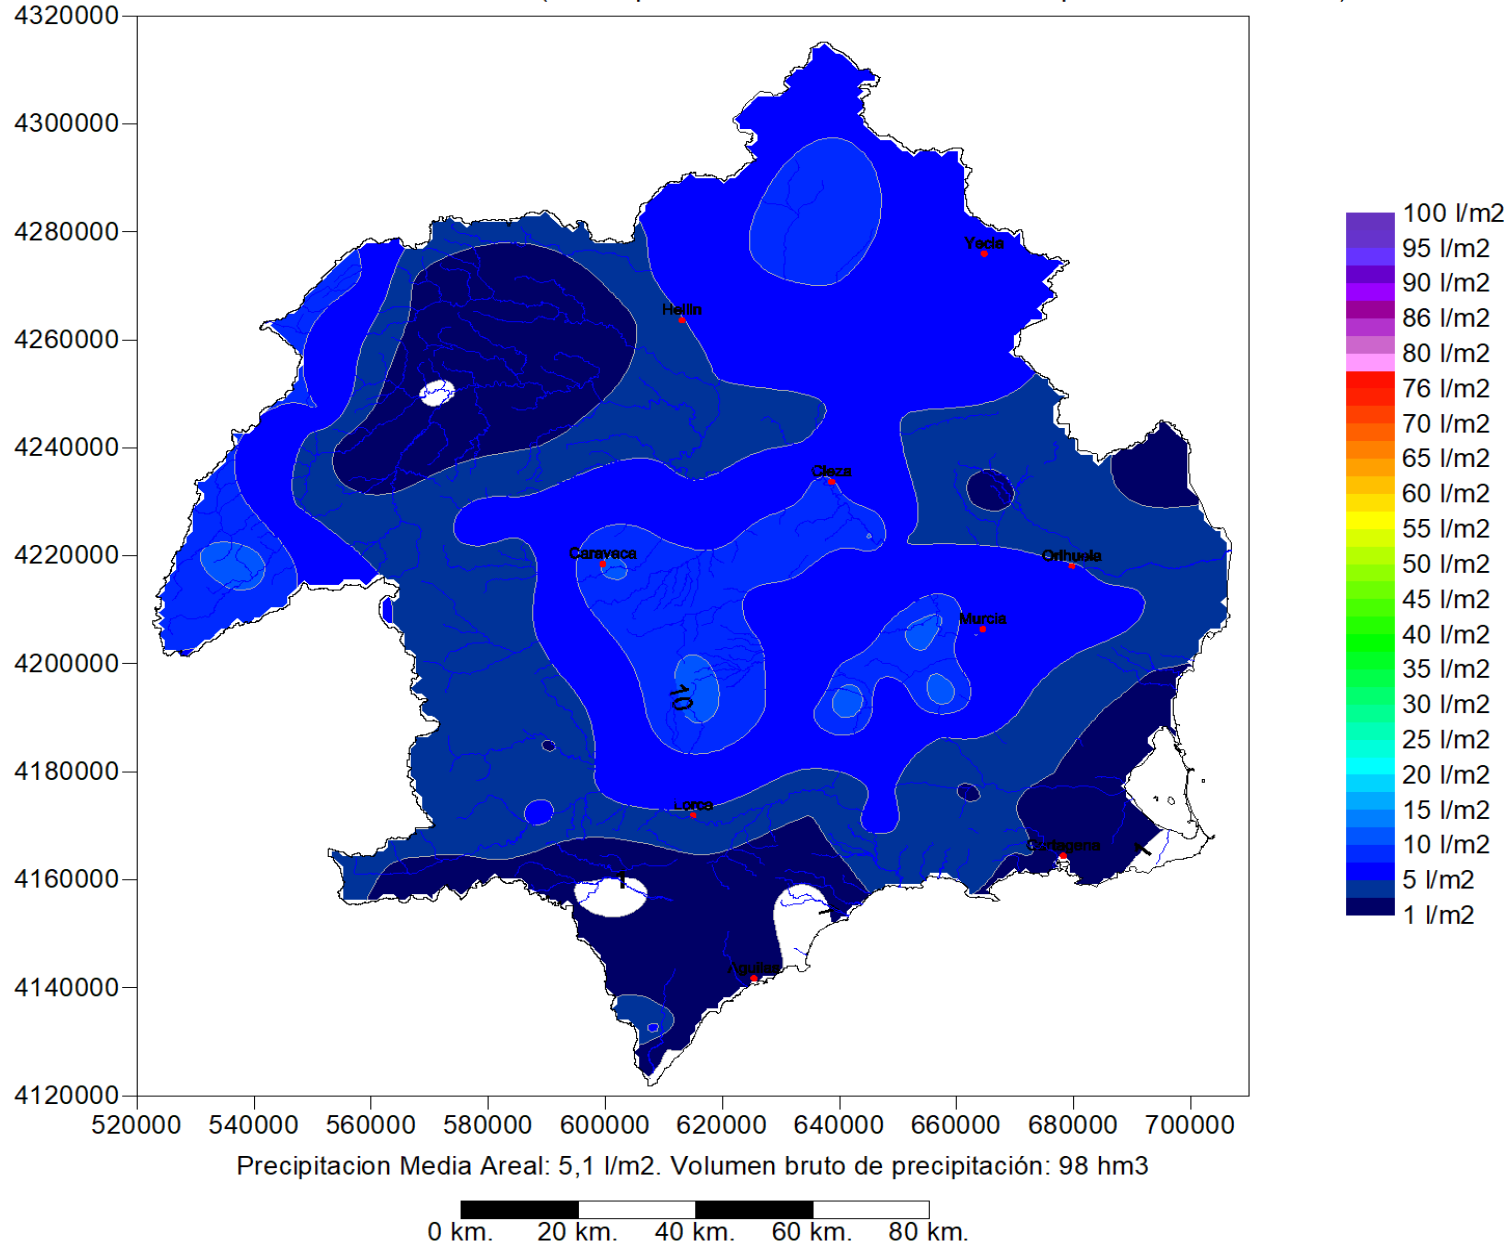 4320000
4300000
4280000
4260000
4240000
4220000
4200000
4180000
4160000
4140000
4120000
520000 540000 560000 580000 600000 620000 640000 660000 680000 700000
Yecla
Hellin
Cieza
Caravaca
Orihuela
Murcia
10
Lorca
Cartagena
1
1
Aguilas
100 l/m2
95 l/m2
90 l/m2
86 l/m2
80 l/m2
76 l/m2
70 l/m2
65 l/m2
60 l/m2
55 l/m2
50 l/m2
45 l/m2
40 l/m2
35 l/m2
30 l/m2
25 l/m2
20 l/m2
15 l/m2
10 l/m2
5 l/m2
1 l/m2
Precipitacion Media Areal: 5,1 l/m2. Volumen bruto de precipitación: 98 hm3
0 km. 20 km. 40 km. 60 km. 80 km.